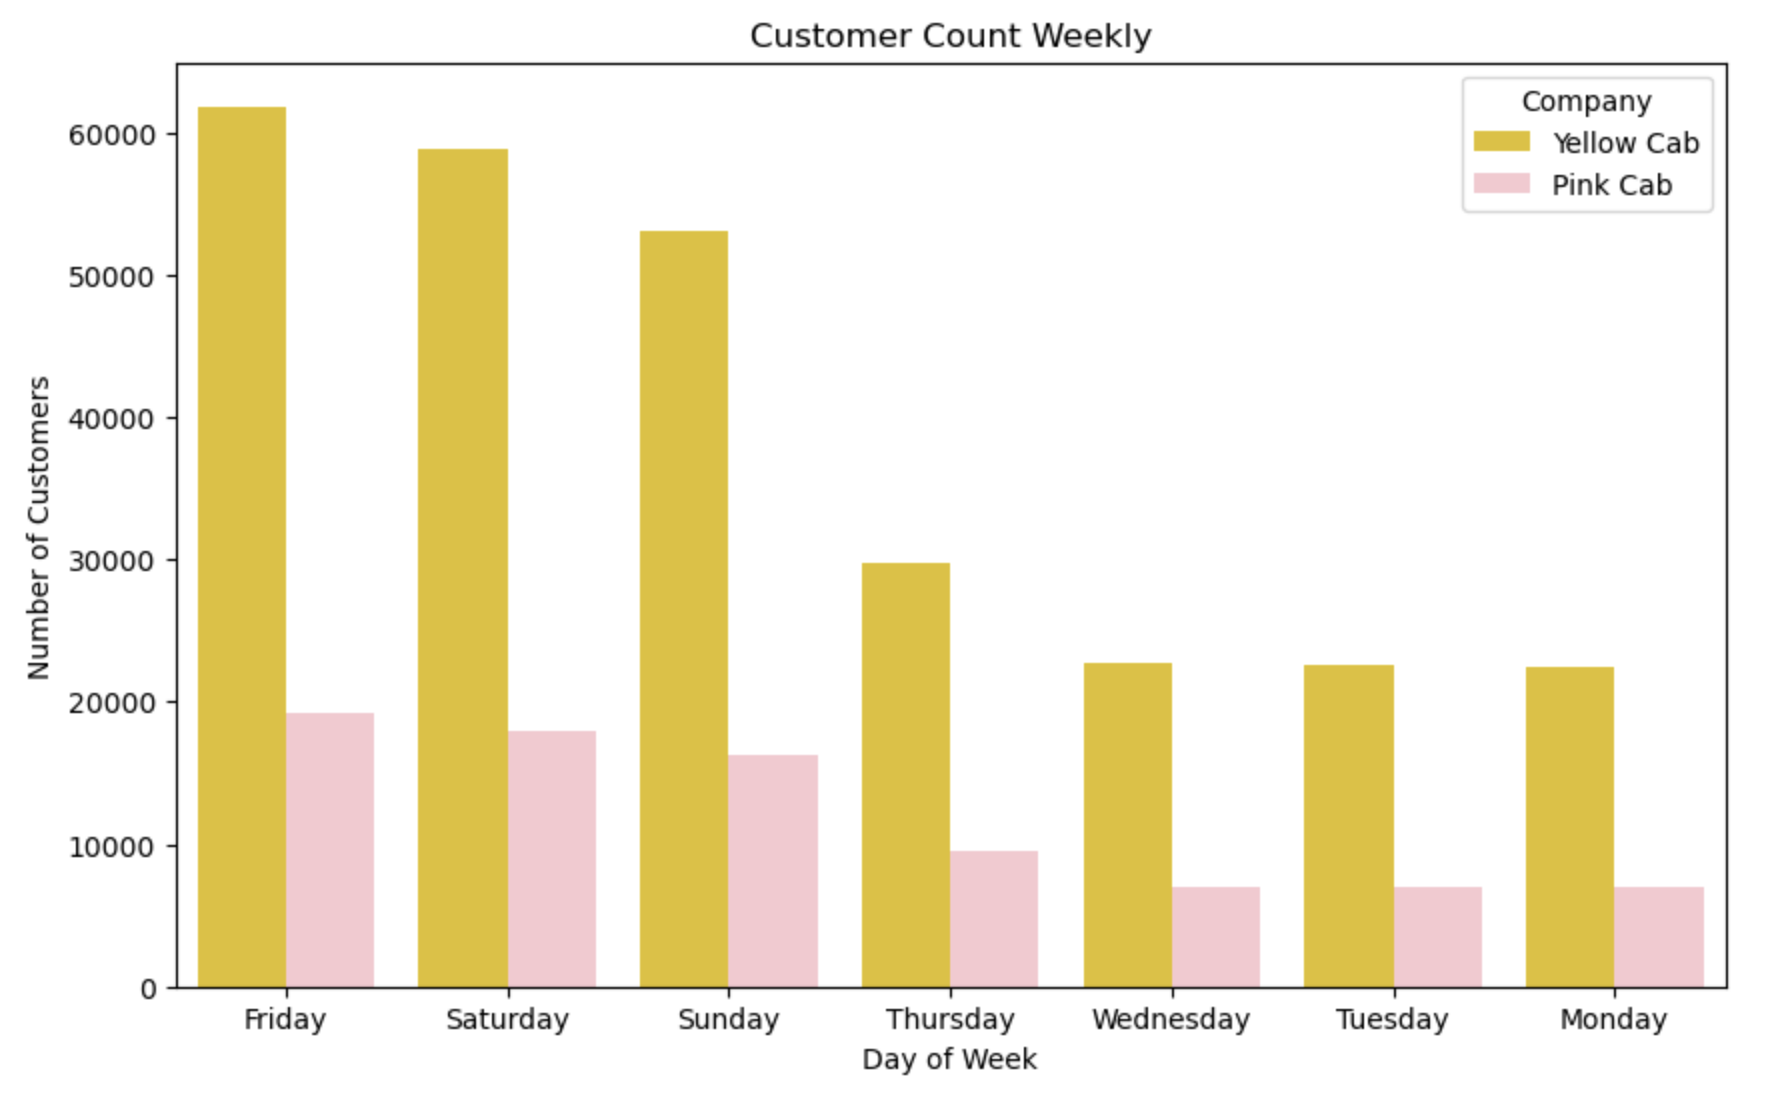 Customer Count Weekly
Company
Yellow Cab
Pink Cab
60000
50000
40000
30000
20000
10000
0
Number of Customers
Friday Saturday Sunday Thursday Wednesday Tuesday Monday
Day of Week